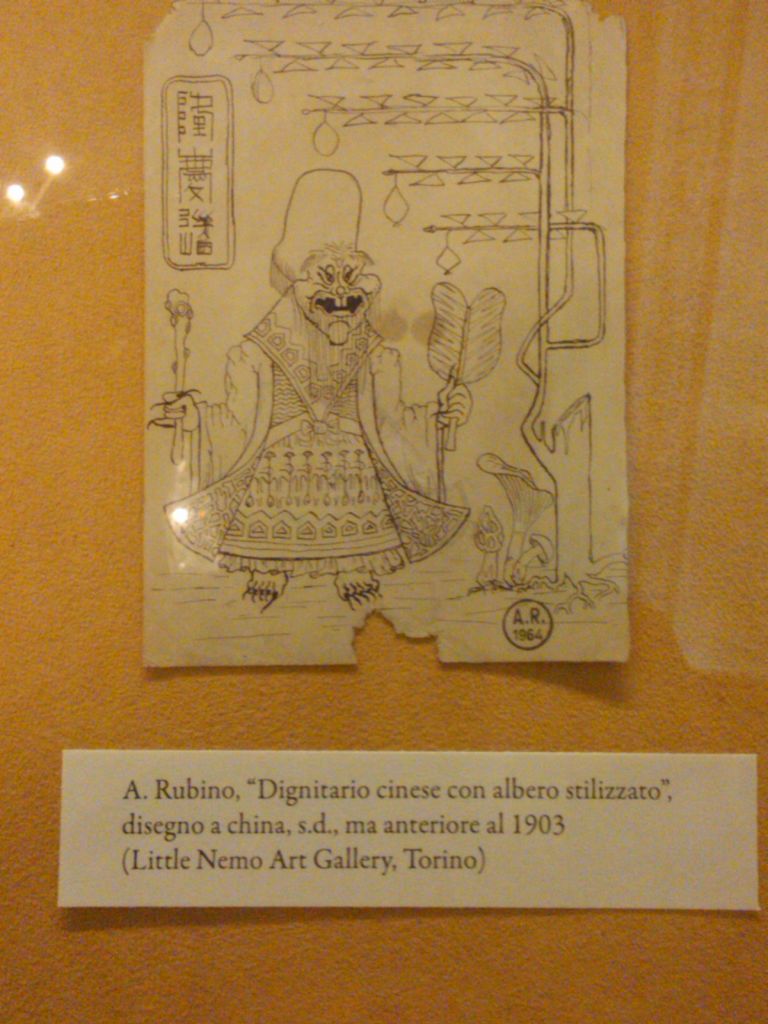 A.R.
1964
A. Rubino, “Dignitario cinese con albero stilizzato”,
disegno a china, s.d., ma anteriore al 1903
(Little Nemo Art Gallery, Torino)